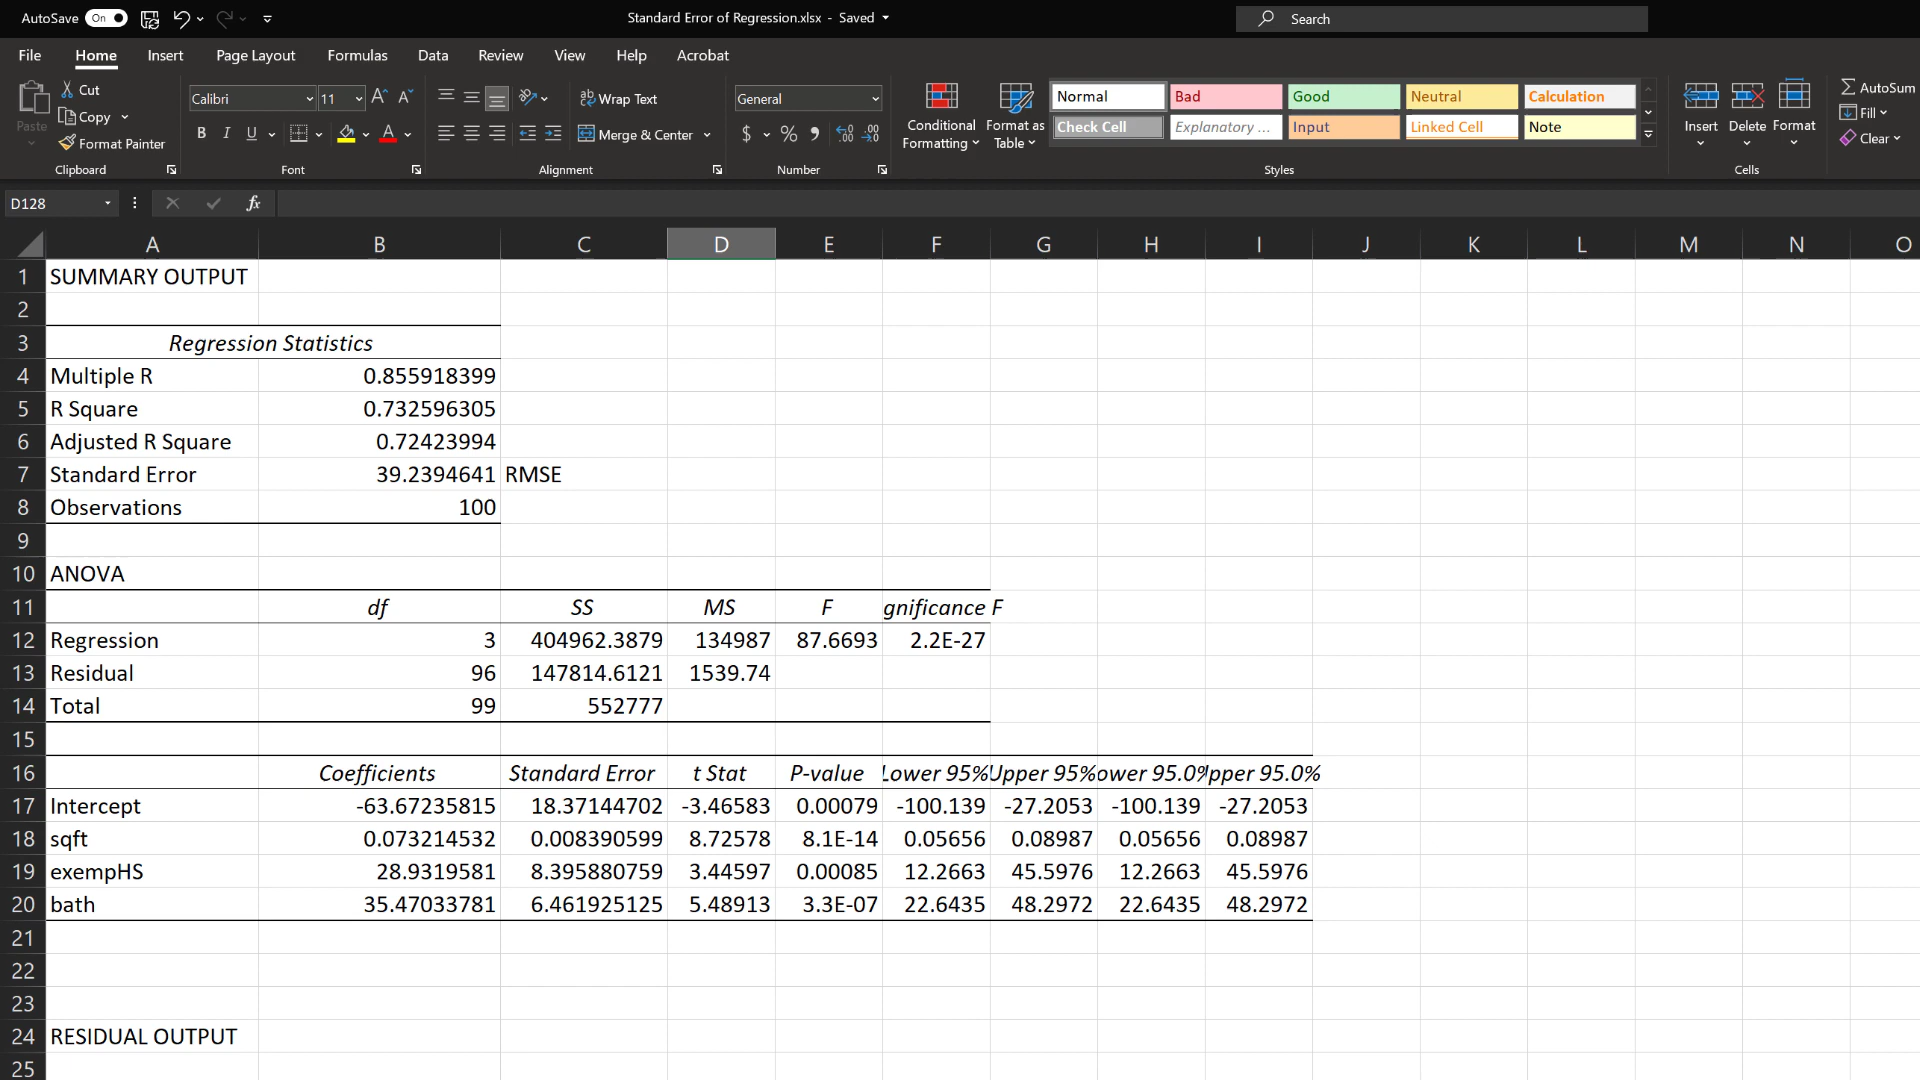 AutoSave On Standard Error of Regression.xlsx - Saved Search
File Home Insert Page Layout Formulas Data Review View Help Acrobat
Paste Cut Copy Format Painter Clipboard
Calibri 11 B I U Font
Wrap Text Merge & Center Alignment
General $ % Number
Conditional Formatting Format as Table
Normal Bad Good Neutral Calculation
Check Cell Explanatory ... Input Linked Cell Note
Styles
Insert Delete Format Cells
AutoSum Fill Clear
D128 fx
A B C D E F G H I J K L M N O
1 SUMMARY OUTPUT
2
3 Regression Statistics
4 Multiple R 0.855918399
5 R Square 0.732596305
6 Adjusted R Square 0.72423994
7 Standard Error 39.2394641 RMSE
8 Observations 100
9
10 ANOVA
11 df SS MS F gnificance F
12 Regression 3 404962.3879 134987 87.6693 2.2E-27
13 Residual 96 147814.6121 1539.74
14 Total 99 552777
15
16 Coefficients Standard Error t Stat P-value Lower 95% Upper 95% ower 95.0% pper 95.0%
17 Intercept -63.67235815 18.37144702 -3.46583 0.00079 -100.139 -27.2053 -100.139 -27.2053
18 sqft 0.073214532 0.008390599 8.72578 8.1E-14 0.05656 0.08987 0.05656 0.08987
19 exempHS 28.9319581 8.395880759 3.44597 0.00085 12.2663 45.5976 12.2663 45.5976
20 bath 35.47033781 6.461925125 5.48913 3.3E-07 22.6435 48.2972 22.6435 48.2972
21
22
23
24 RESIDUAL OUTPUT
25